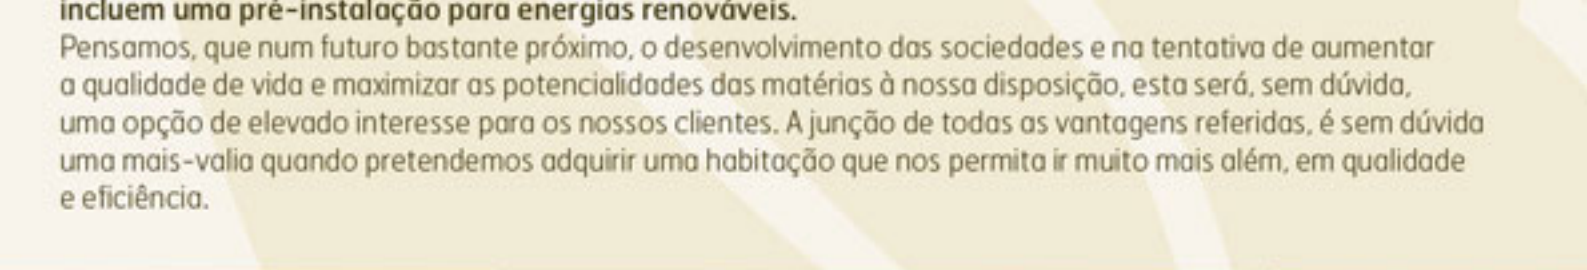 incluem uma pré-instalação para energias renováveis.
Pensamos, que num futuro bastante próximo, o desenvolvimento das sociedades e na tentativa de aumentar
a qualidade de vida e maximizar as potencialidades das matérias à nossa disposição, esta será, sem dúvida,
uma opção de elevado interesse para os nossos clientes. A junção de todas as vantagens referidas, é sem dúvida
uma mais-valia quando pretendemos adquirir uma habitação que nos permita ir muito mais além, em qualidade
e eficiência.